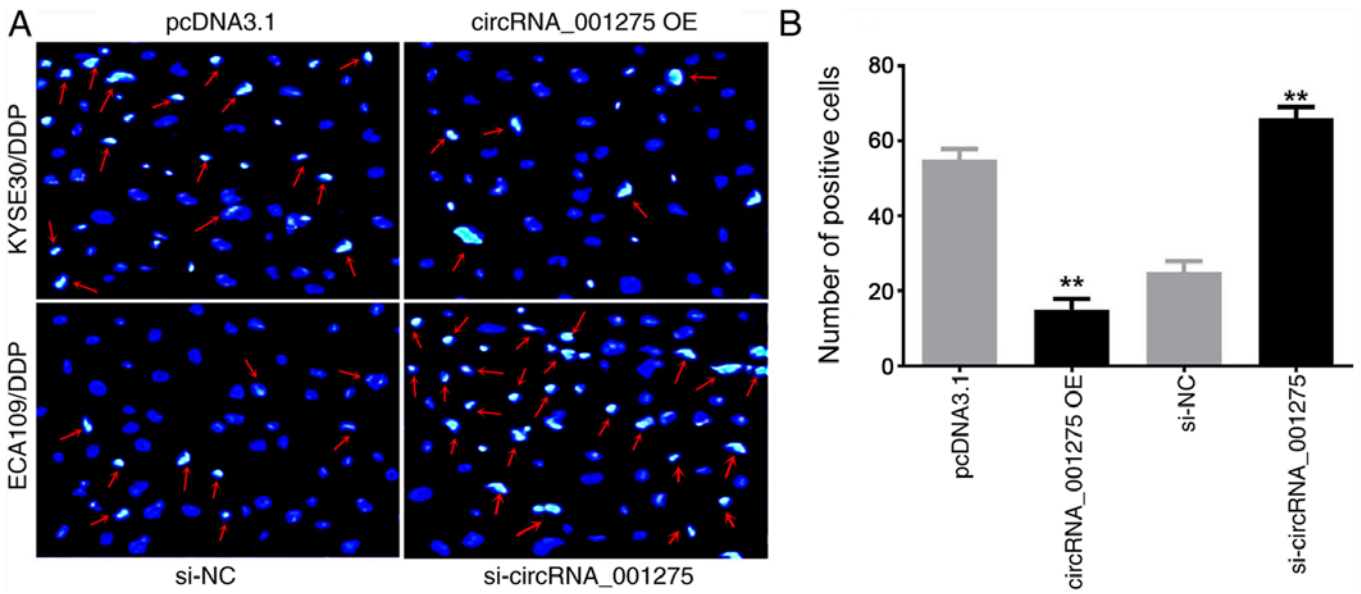 A
pcDNA3.1
circRNA_001275 OE
KYSE30/DDP
ECA109/DDP
si-NC
si-circRNA_001275
B
Number of positive cells
80
60
40
20
0
**
**
pcDNA3.1
circRNA_001275 OE
si-NC
si-circRNA_001275